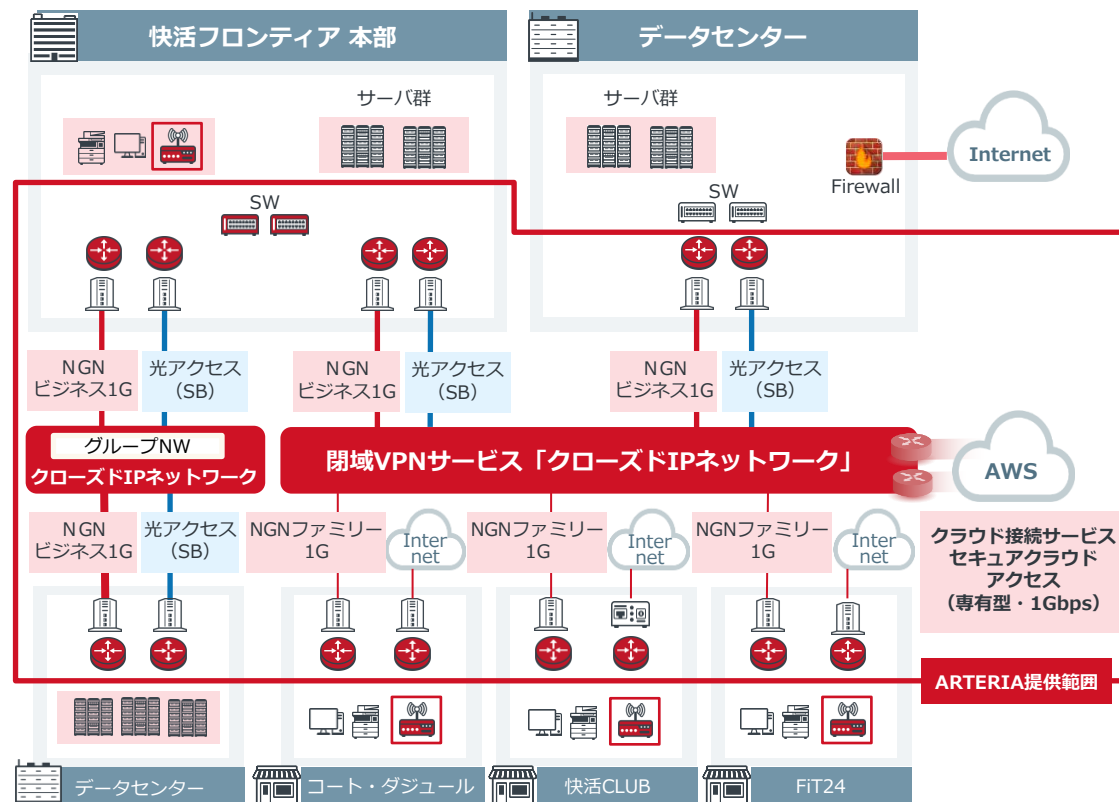 快活フロンティア 本部
データセンター
サーバ群
サーバ群
Internet
Firewall
SW
SW
NGN
ビジネス1G
光アクセス
(SB)
NGN
ビジネス1G
光アクセス
(SB)
NGN
ビジネス1G
光アクセス
(SB)
グループNW
クローズドIPネットワーク
閉域VPNサービス「クローズドIPネットワーク」
AWS
NGN
ビジネス1G
光アクセス
(SB)
NGNファミリー
1G
Inter
net
NGNファミリー
1G
Inter
net
NGNファミリー
1G
Inter
net
クラウド接続サービス
セキュアクラウド
アクセス
(専有型・1Gbps)
ARTERIA提供範囲
データセンター
コート・ダジュール
快活CLUB
FiT24